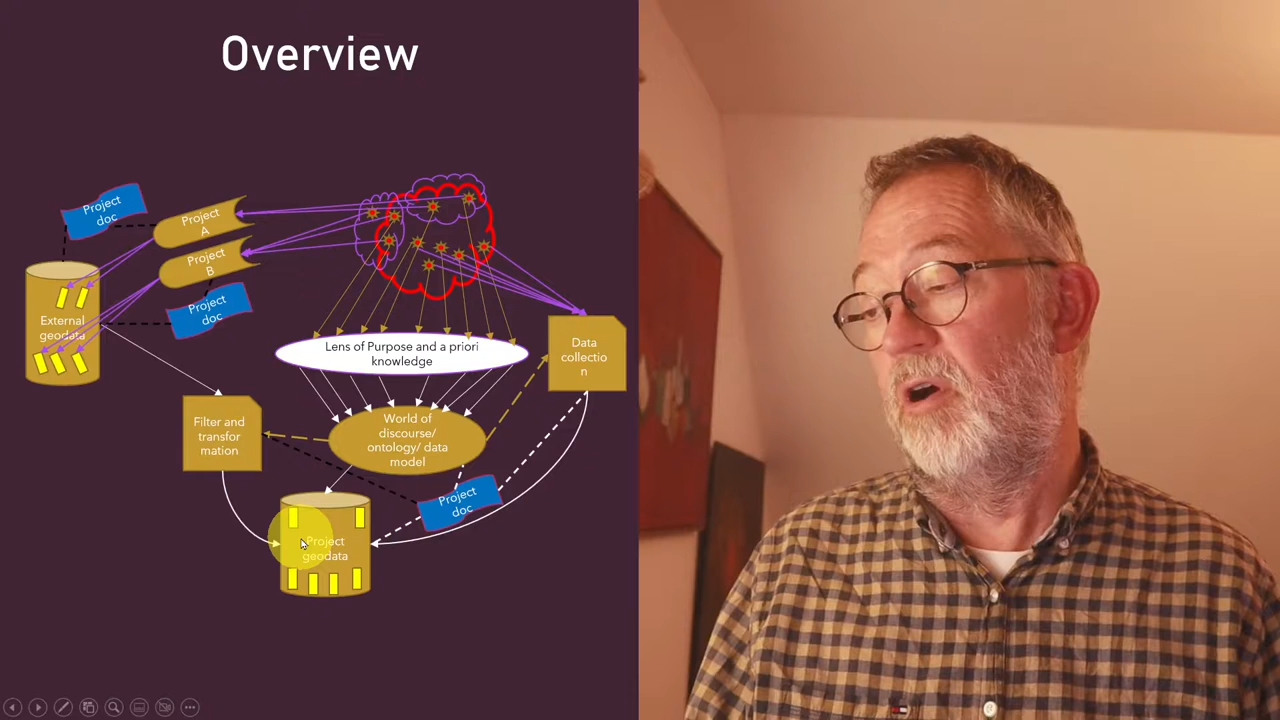 Overview
Project
doc
Project
A
Project
B
Project
doc
External
geodata
Lens of Purpose and a priori
knowledge
Data
collectio
n
Filter and
transfor
mation
World of
discourse/
ontology/ data
model
Project
doc
Project
geodata